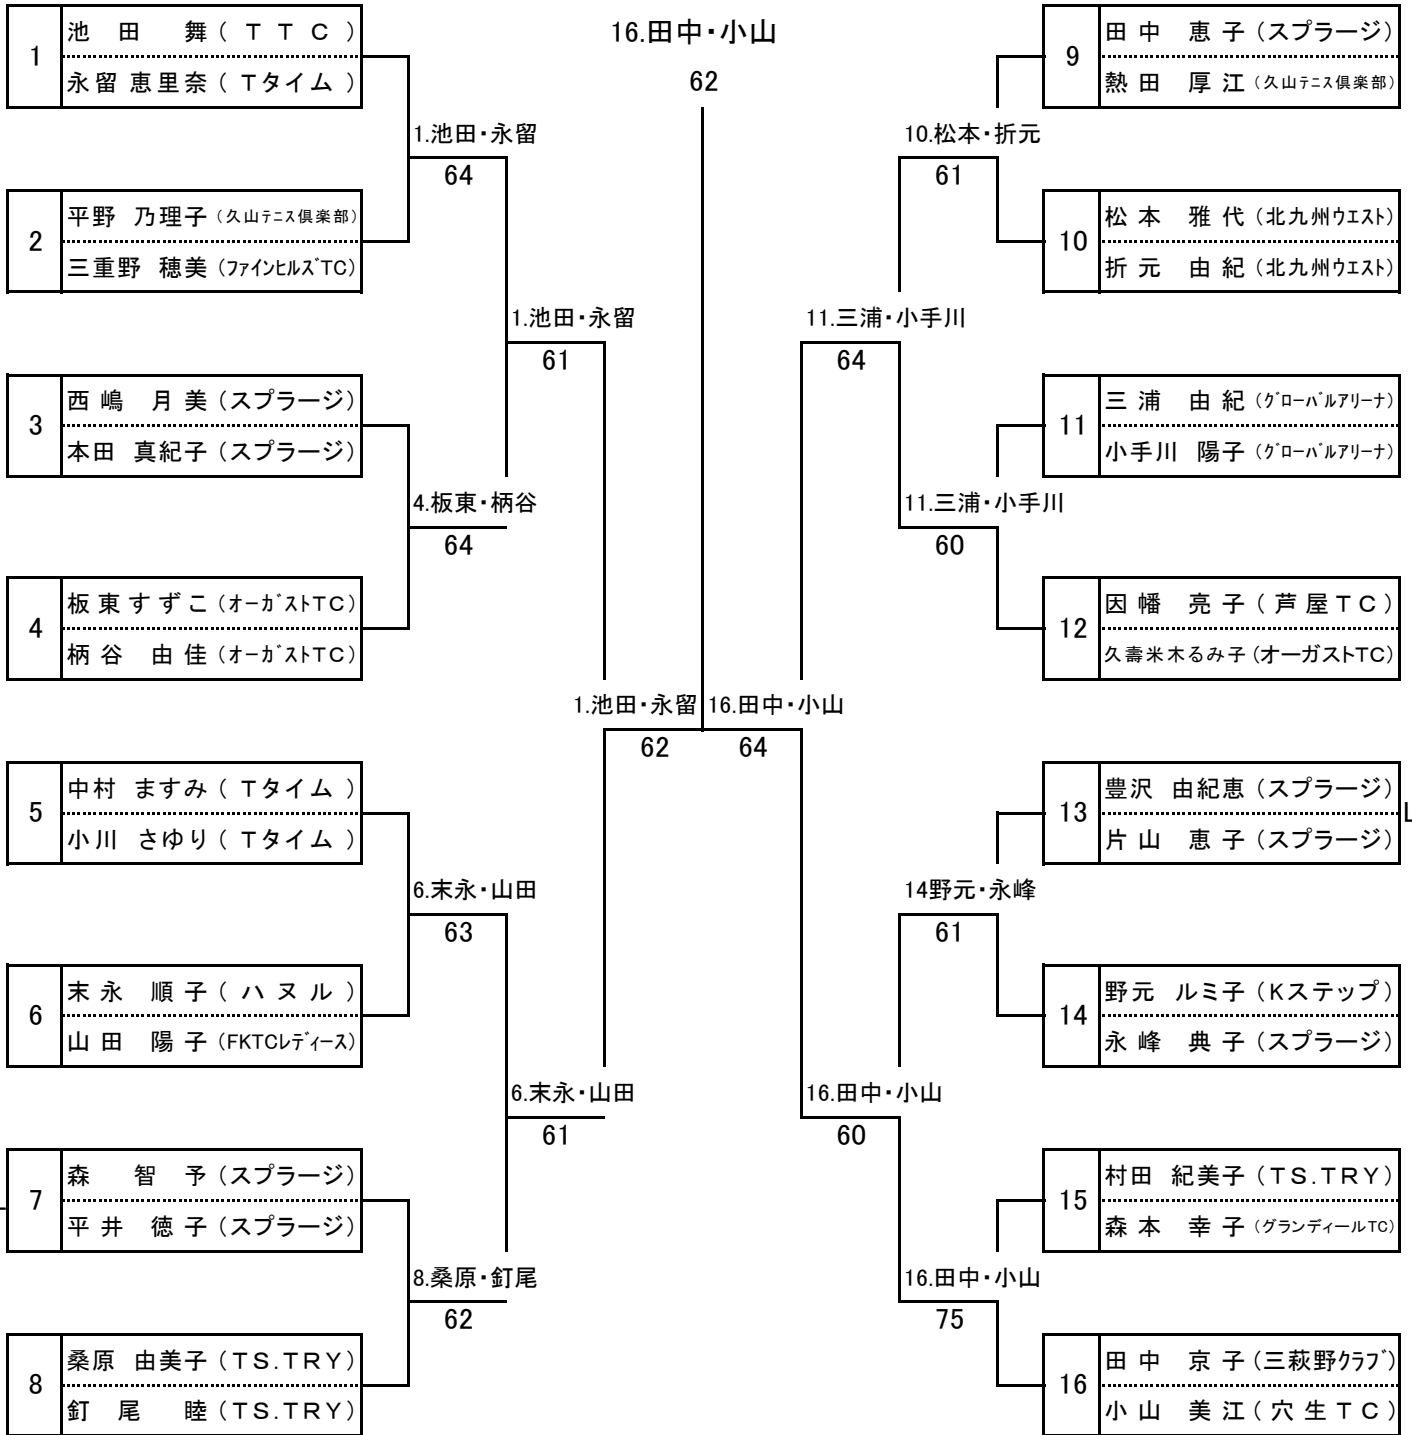 16.田中・小山
62
1
池田 舞(TTC)
永留 恵里奈(Tタイム)
1.池田・永留
64
2
平野 乃理子(久山テニス倶楽部)
三重野 穂美(ファインヒルズTC)
1.池田・永留
61
3
西嶋 月美(スプラージ)
本田 真紀子(スプラージ)
4.板東・柄谷
64
4
板東すずこ(オーガストTC)
柄谷 由佳(オーガストTC)
1.池田・永留
62
5
中村 ますみ(Tタイム)
小川 さゆり(Tタイム)
6.末永・山田
63
6
末永 順子(ハヌル)
山田 陽子(FKTCレディース)
6.末永・山田
61
7
森 智予(スプラージ)
平井 徳子(スプラージ)
8.桑原・釘尾
62
8
桑原 由美子(TS.TRY)
釘尾 睦(TS.TRY)
9
田中 恵子(スプラージ)
熱田 厚江(久山テニス倶楽部)
10.松本・折元
61
10
松本 雅代(北九州ウエスト)
折元 由紀(北九州ウエスト)
11.三浦・小手川
64
11
三浦 由紀(グローバルアリーナ)
小手川 陽子(グローバルアリーナ)
11.三浦・小手川
60
12
因幡 亮子(芦屋TC)
久壽米木るみ子(オーガストTC)
16.田中・小山
64
13
豊沢 由紀恵(スプラージ)
片山 恵子(スプラージ)
14野元・永峰
61
14
野元 ルミ子(Kステップ)
永峰 典子(スプラージ)
16.田中・小山
60
15
村田 紀美子(TS.TRY)
森本 幸子(グランディールTC)
16.田中・小山
75
16
田中 京子(三萩野クラブ)
小山 美江(穴生TC)